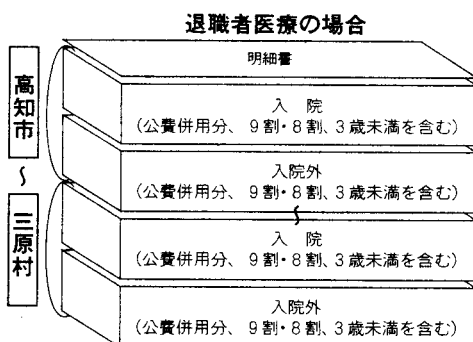 退職者医療の場合
明細書
高知市
入院
(公費併用分、9割・8割、3歳未満を含む)
入院外
(公費併用分、9割・8割、3歳未満を含む)
〜
〜
三原村
入院
(公費併用分、9割・8割、3歳未満を含む)
入院外
(公費併用分、9割・8割、3歳未満を含む)